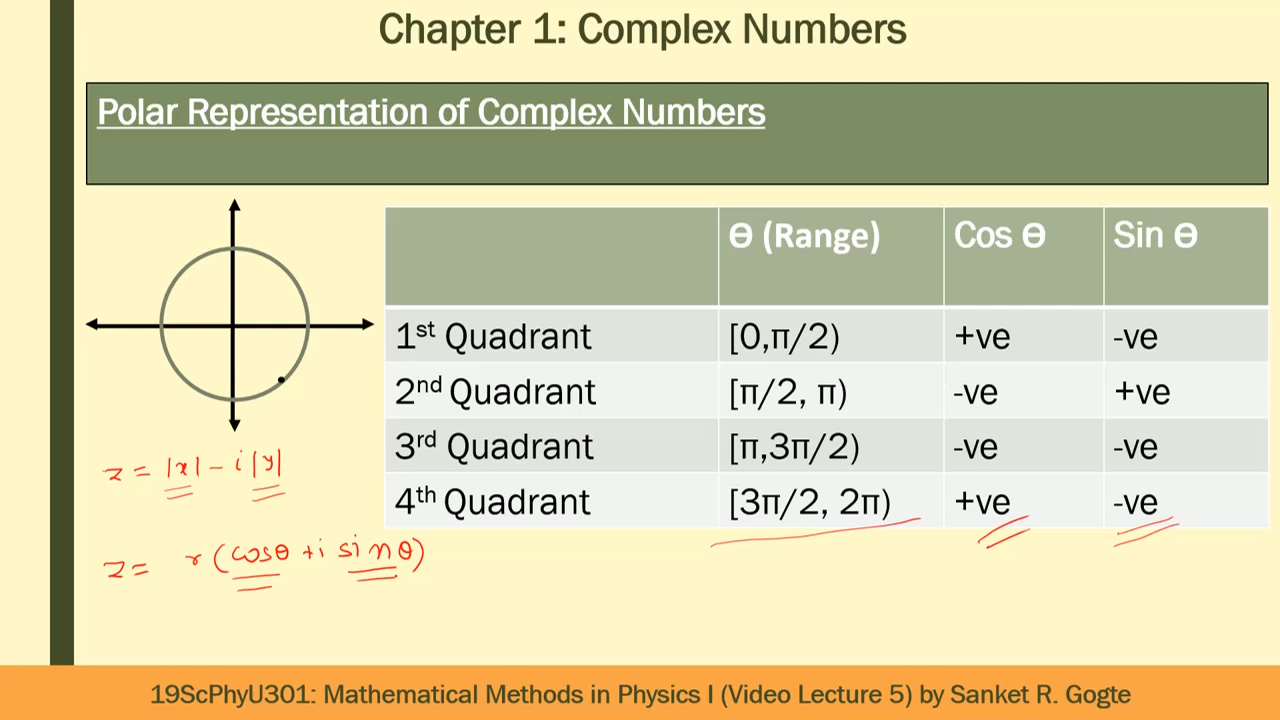 Chapter 1: Complex Numbers
Polar Representation of Complex Numbers
Ɵ (Range) Cos Ɵ Sin Ɵ
1st Quadrant [0,π/2) +ve -ve
2nd Quadrant [π/2, π) -ve +ve
3rd Quadrant [π,3π/2) -ve -ve
4th Quadrant [3π/2, 2π) +ve -ve
z = |x| - i |y|
z = r (cosθ + i sinθ)
19ScPhyU301: Mathematical Methods in Physics I (Video Lecture 5) by Sanket R. Gogte